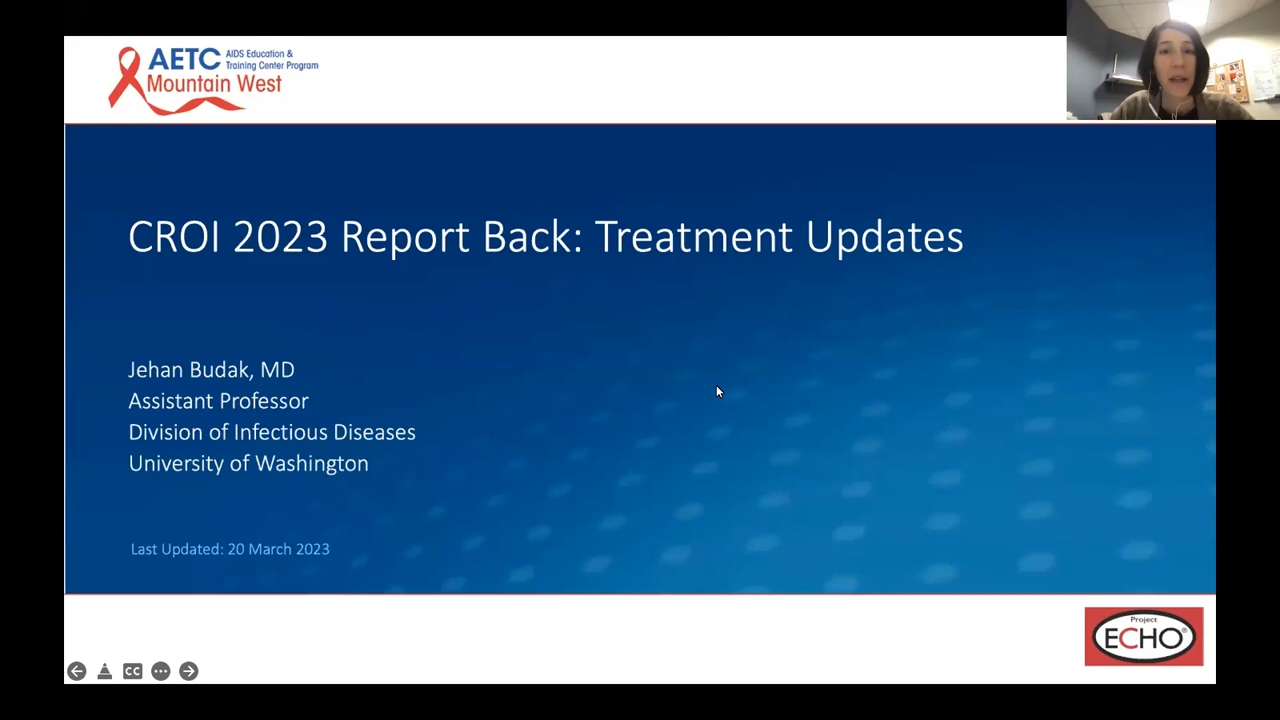 AETC AIDS Education &
Training Center Program
Mountain West
CROI 2023 Report Back: Treatment Updates
Jehan Budak, MD
Assistant Professor
Division of Infectious Diseases
University of Washington
Last Updated: 20 March 2023
Project
ECHO®
CC